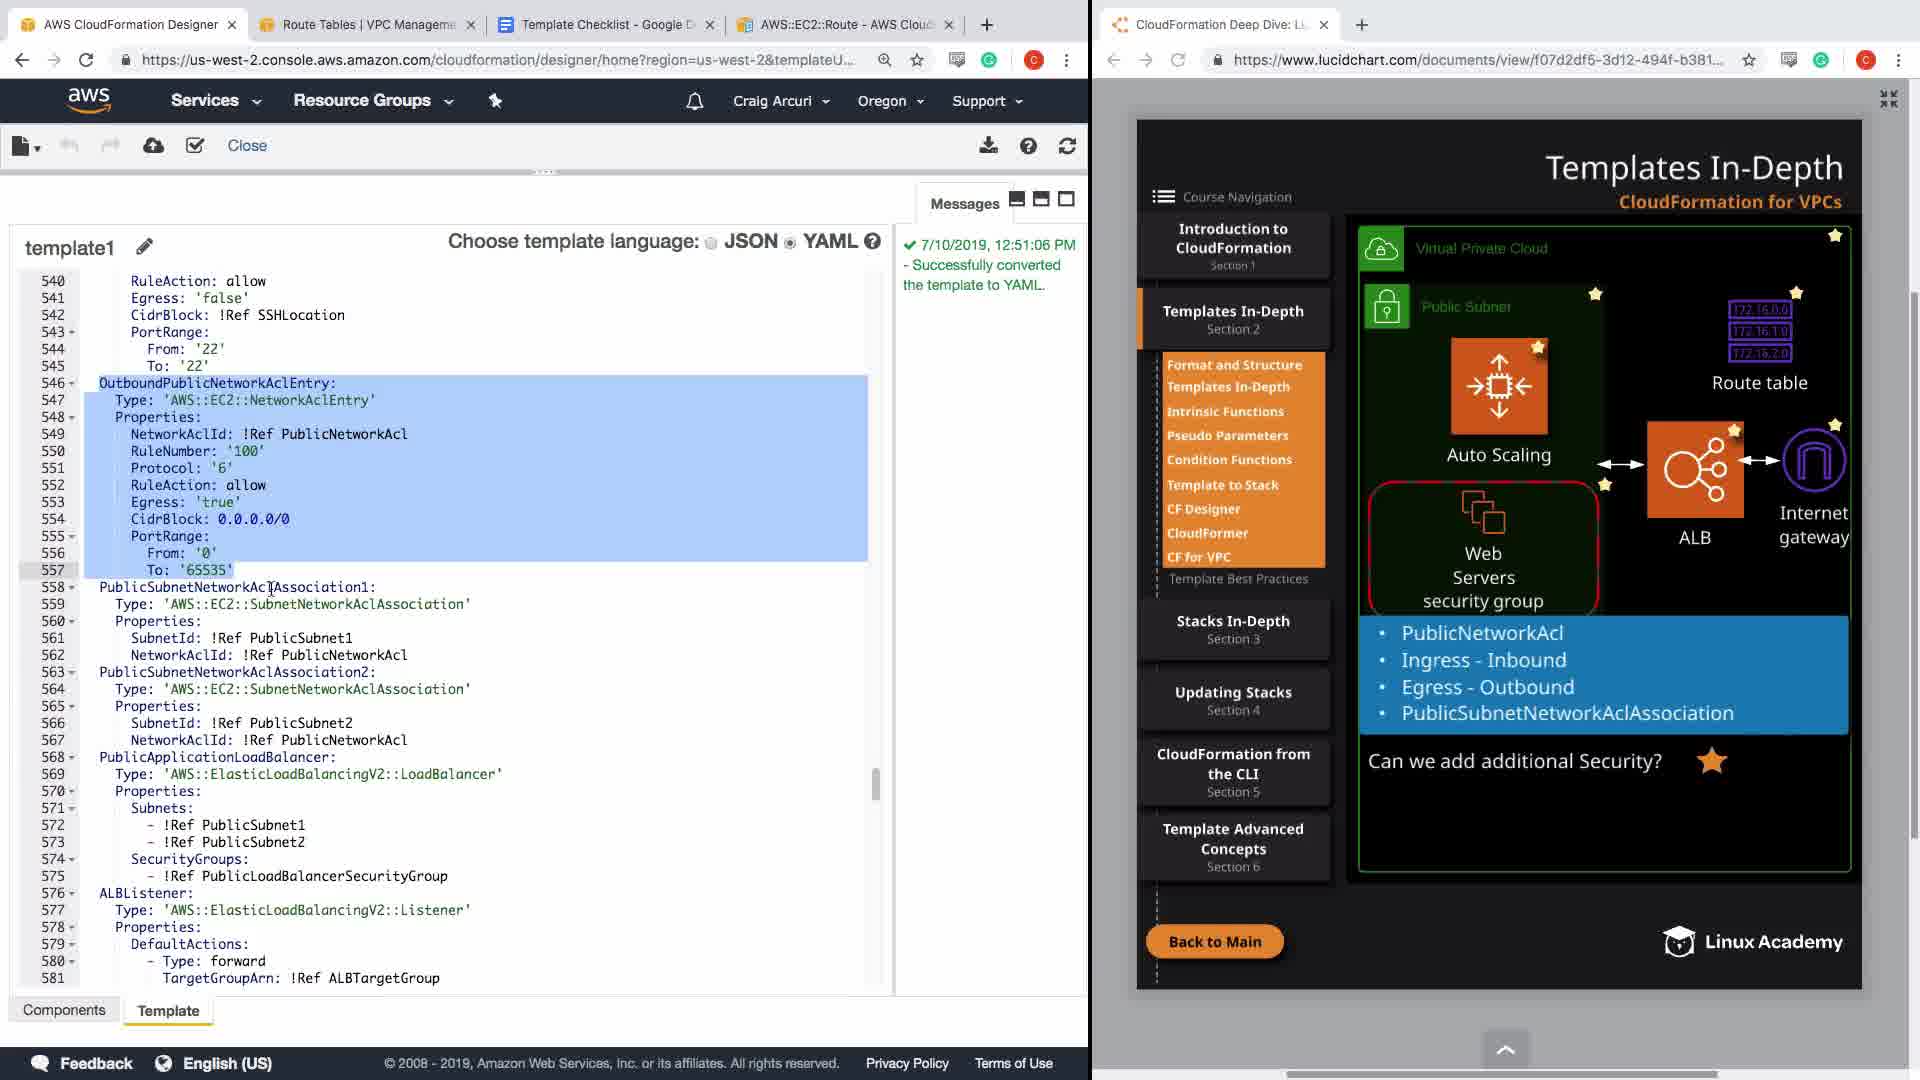 AWS CloudFormation Designer
Route Tables | VPC Manageme
Template Checklist - Google D
AWS::EC2::Route - AWS Cloud
https://us-west-2.console.aws.amazon.com/cloudformation/designer/home?region=us-west-2&templateU...
C
aws
Services
Resource Groups
Craig Arcuri
Oregon
Support
Close
Messages
template1
Choose template language: JSON YAML
7/10/2019, 12:51:06 PM
- Successfully converted
the template to YAML.
540 RuleAction: allow
541 Egress: 'false'
542 CidrBlock: !Ref SSHLocation
543 PortRange:
544 From: '22'
545 To: '22'
546 OutboundPublicNetworkAclEntry:
547 Type: 'AWS::EC2::NetworkAclEntry'
548 Properties:
549 NetworkAclId: !Ref PublicNetworkAcl
550 RuleNumber: '100'
551 Protocol: '6'
552 RuleAction: allow
553 Egress: 'true'
554 CidrBlock: 0.0.0.0/0
555 PortRange:
556 From: '0'
557 To: '65535'
558 PublicSubnetNetworkAclAssociation1:
559 Type: 'AWS::EC2::SubnetNetworkAclAssociation'
560 Properties:
561 SubnetId: !Ref PublicSubnet1
562 NetworkAclId: !Ref PublicNetworkAcl
563 PublicSubnetNetworkAclAssociation2:
564 Type: 'AWS::EC2::SubnetNetworkAclAssociation'
565 Properties:
566 SubnetId: !Ref PublicSubnet2
567 NetworkAclId: !Ref PublicNetworkAcl
568 PublicApplicationLoadBalancer:
569 Type: 'AWS::ElasticLoadBalancingV2::LoadBalancer'
570 Properties:
571 Subnets:
572 - !Ref PublicSubnet1
573 - !Ref PublicSubnet2
574 SecurityGroups:
575 - !Ref PublicLoadBalancerSecurityGroup
576 ALBListener:
577 Type: 'AWS::ElasticLoadBalancingV2::Listener'
578 Properties:
579 DefaultActions:
580 - Type: forward
581 TargetGroupArn: !Ref ALBTargetGroup
Components
Template
Feedback
English (US)
© 2008 - 2019, Amazon Web Services, Inc. or its affiliates. All rights reserved.
Privacy Policy
Terms of Use
CloudFormation Deep Dive: Lu
https://www.lucidchart.com/documents/view/f07d2df5-3d12-494f-b381...
C
Templates In-Depth
CloudFormation for VPCs
Course Navigation
Introduction to
CloudFormation
Section 1
Templates In-Depth
Section 2
Format and Structure
Templates In-Depth
Intrinsic Functions
Pseudo Parameters
Condition Functions
Template to Stack
CF Designer
CloudFormer
CF for VPC
Template Best Practices
Stacks In-Depth
Section 3
Updating Stacks
Section 4
CloudFormation from
the CLI
Section 5
Template Advanced
Concepts
Section 6
Back to Main
Virtual Private Cloud
Public Subnet
Auto Scaling
172.16.0.0
172.16.1.0
172.16.2.0
Route table
ALB
Internet
gateway
Web
Servers
security group
• PublicNetworkAcl
• Ingress - Inbound
• Egress - Outbound
• PublicSubnetNetworkAclAssociation
Can we add additional Security?
Linux Academy